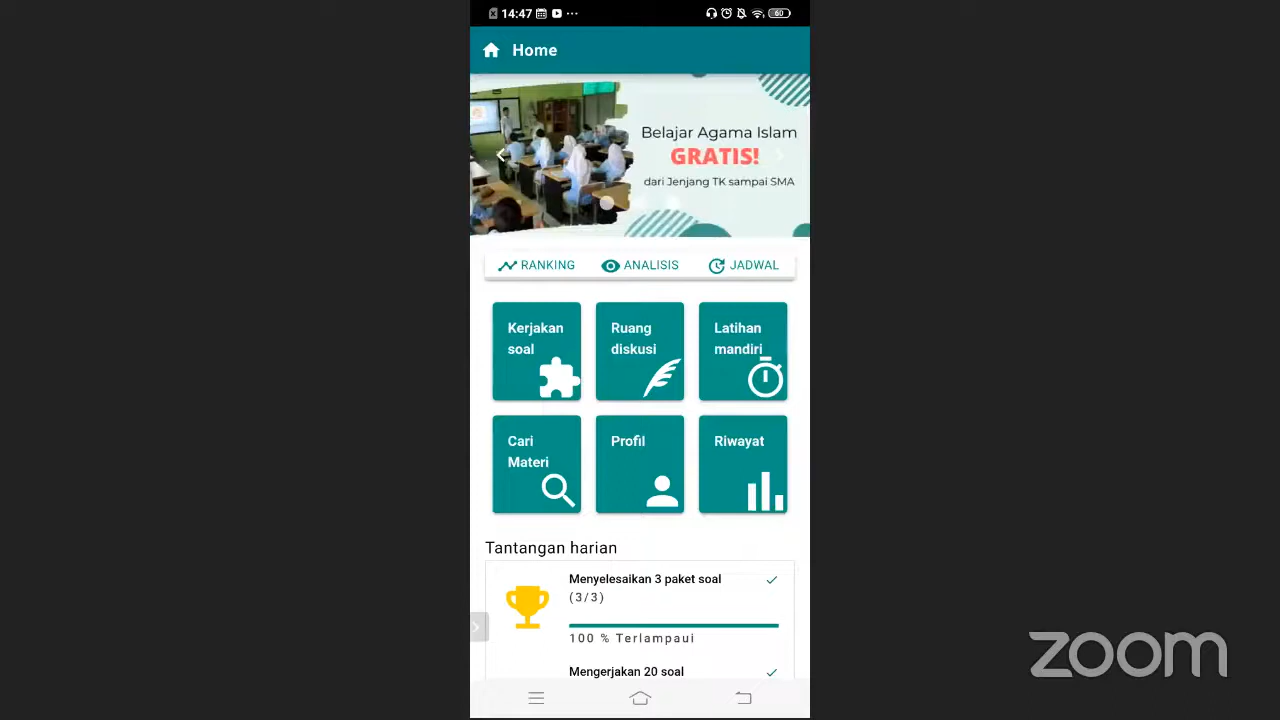 14:47
60
Home
Belajar Agama Islam
GRATIS!
dari Jenjang TK sampai SMA
RANKING ANALISIS JADWAL
Kerjakan
soal
Ruang
diskusi
Latihan
mandiri
Cari
Materi
Profil
Riwayat
Tantangan harian
Menyelesaikan 3 paket soal
(3/3)
100 % Terlampaui
Mengerjakan 20 soal
zoom